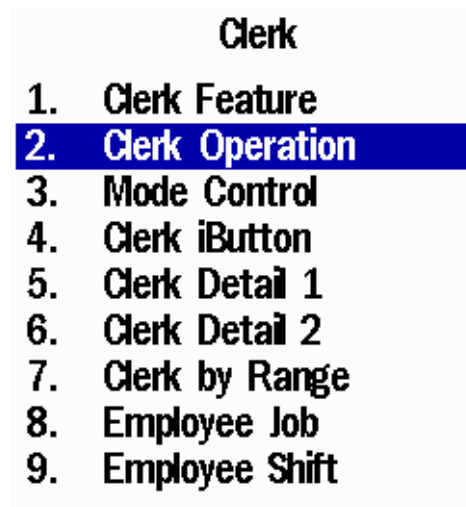 Clerk
1. Clerk Feature
2. Clerk Operation
3. Mode Control
4. Clerk iButton
5. Clerk Detail 1
6. Clerk Detail 2
7. Clerk by Range
8. Employee Job
9. Employee Shift